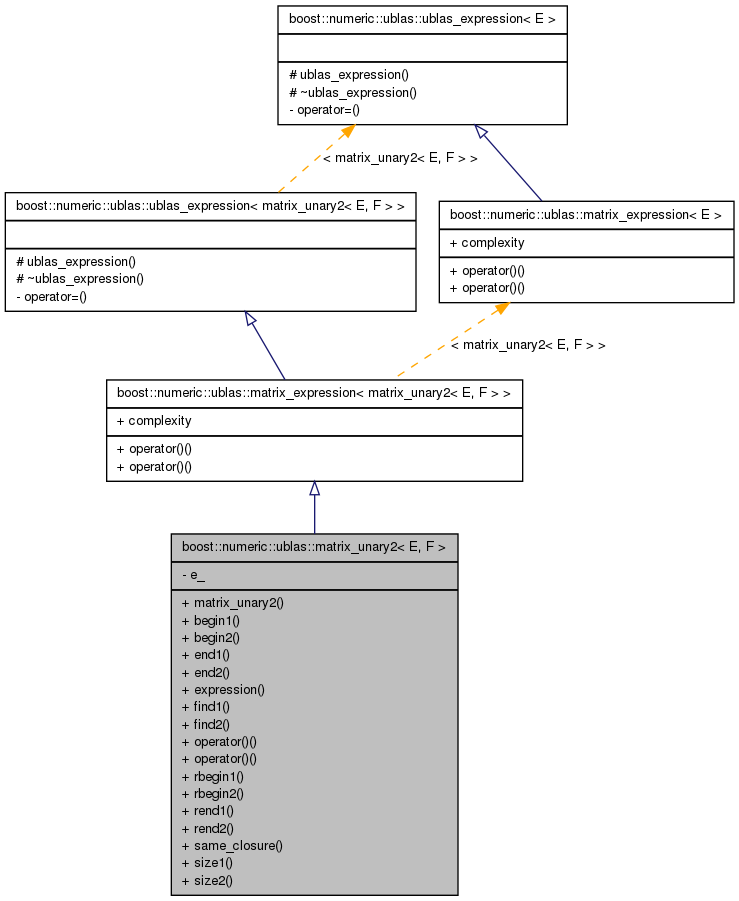 boost::numeric::ublas::ublas_expression< E >
# ublas_expression()
# ~ublas_expression()
- operator=()
< matrix_unary2< E, F > >
boost::numeric::ublas::ublas_expression< matrix_unary2< E, F > >
# ublas_expression()
# ~ublas_expression()
- operator=()
boost::numeric::ublas::matrix_expression< E >
+ complexity
+ operator()()
+ operator()()
< matrix_unary2< E, F > >
boost::numeric::ublas::matrix_expression< matrix_unary2< E, F > >
+ complexity
+ operator()()
+ operator()()
boost::numeric::ublas::matrix_unary2< E, F >
- e_
+ matrix_unary2()
+ begin1()
+ begin2()
+ end1()
+ end2()
+ expression()
+ find1()
+ find2()
+ operator()()
+ operator()()
+ rbegin1()
+ rbegin2()
+ rend1()
+ rend2()
+ same_closure()
+ size1()
+ size2()